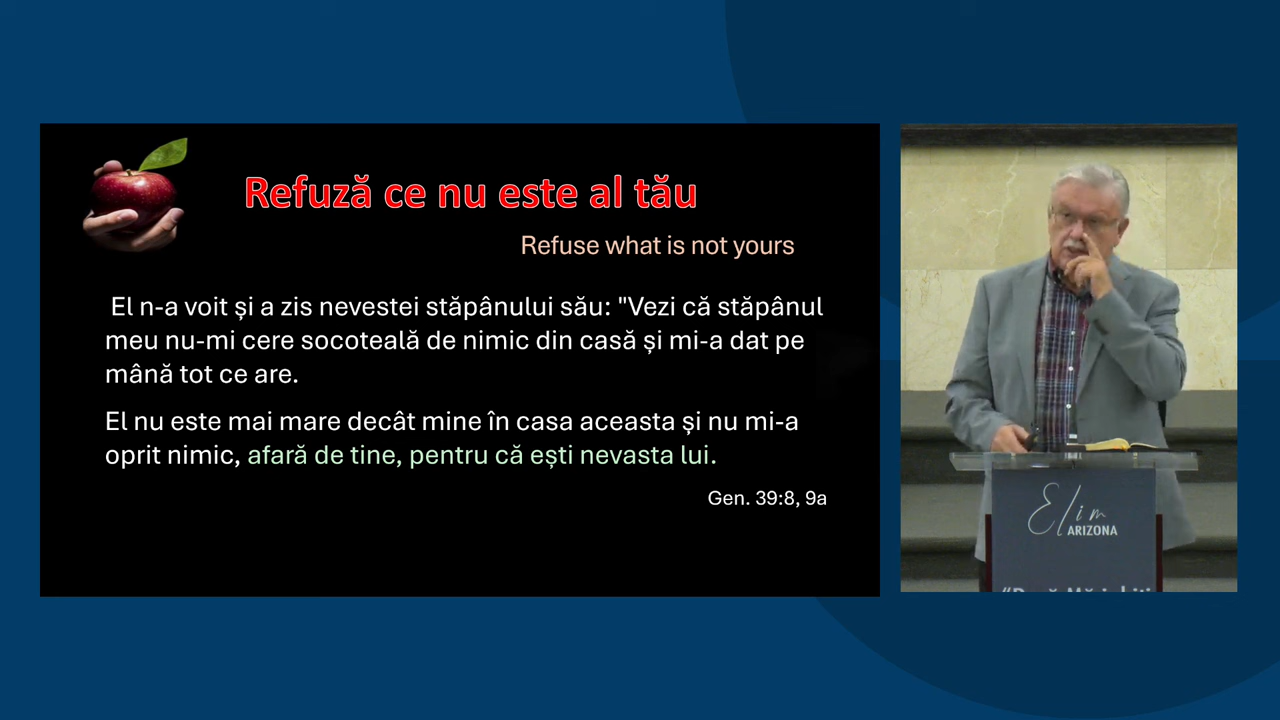 Refuză ce nu este al tău
Refuse what is not yours
El n-a voit și a zis nevestei stăpânului său: "Vezi că stăpânul
meu nu-mi cere socoteală de nimic din casă și mi-a dat pe
mână tot ce are.
El nu este mai mare decât mine în casa aceasta și nu mi-a
oprit nimic, afară de tine, pentru că ești nevasta lui.
Gen. 39:8, 9a
Elim
ARIZONA